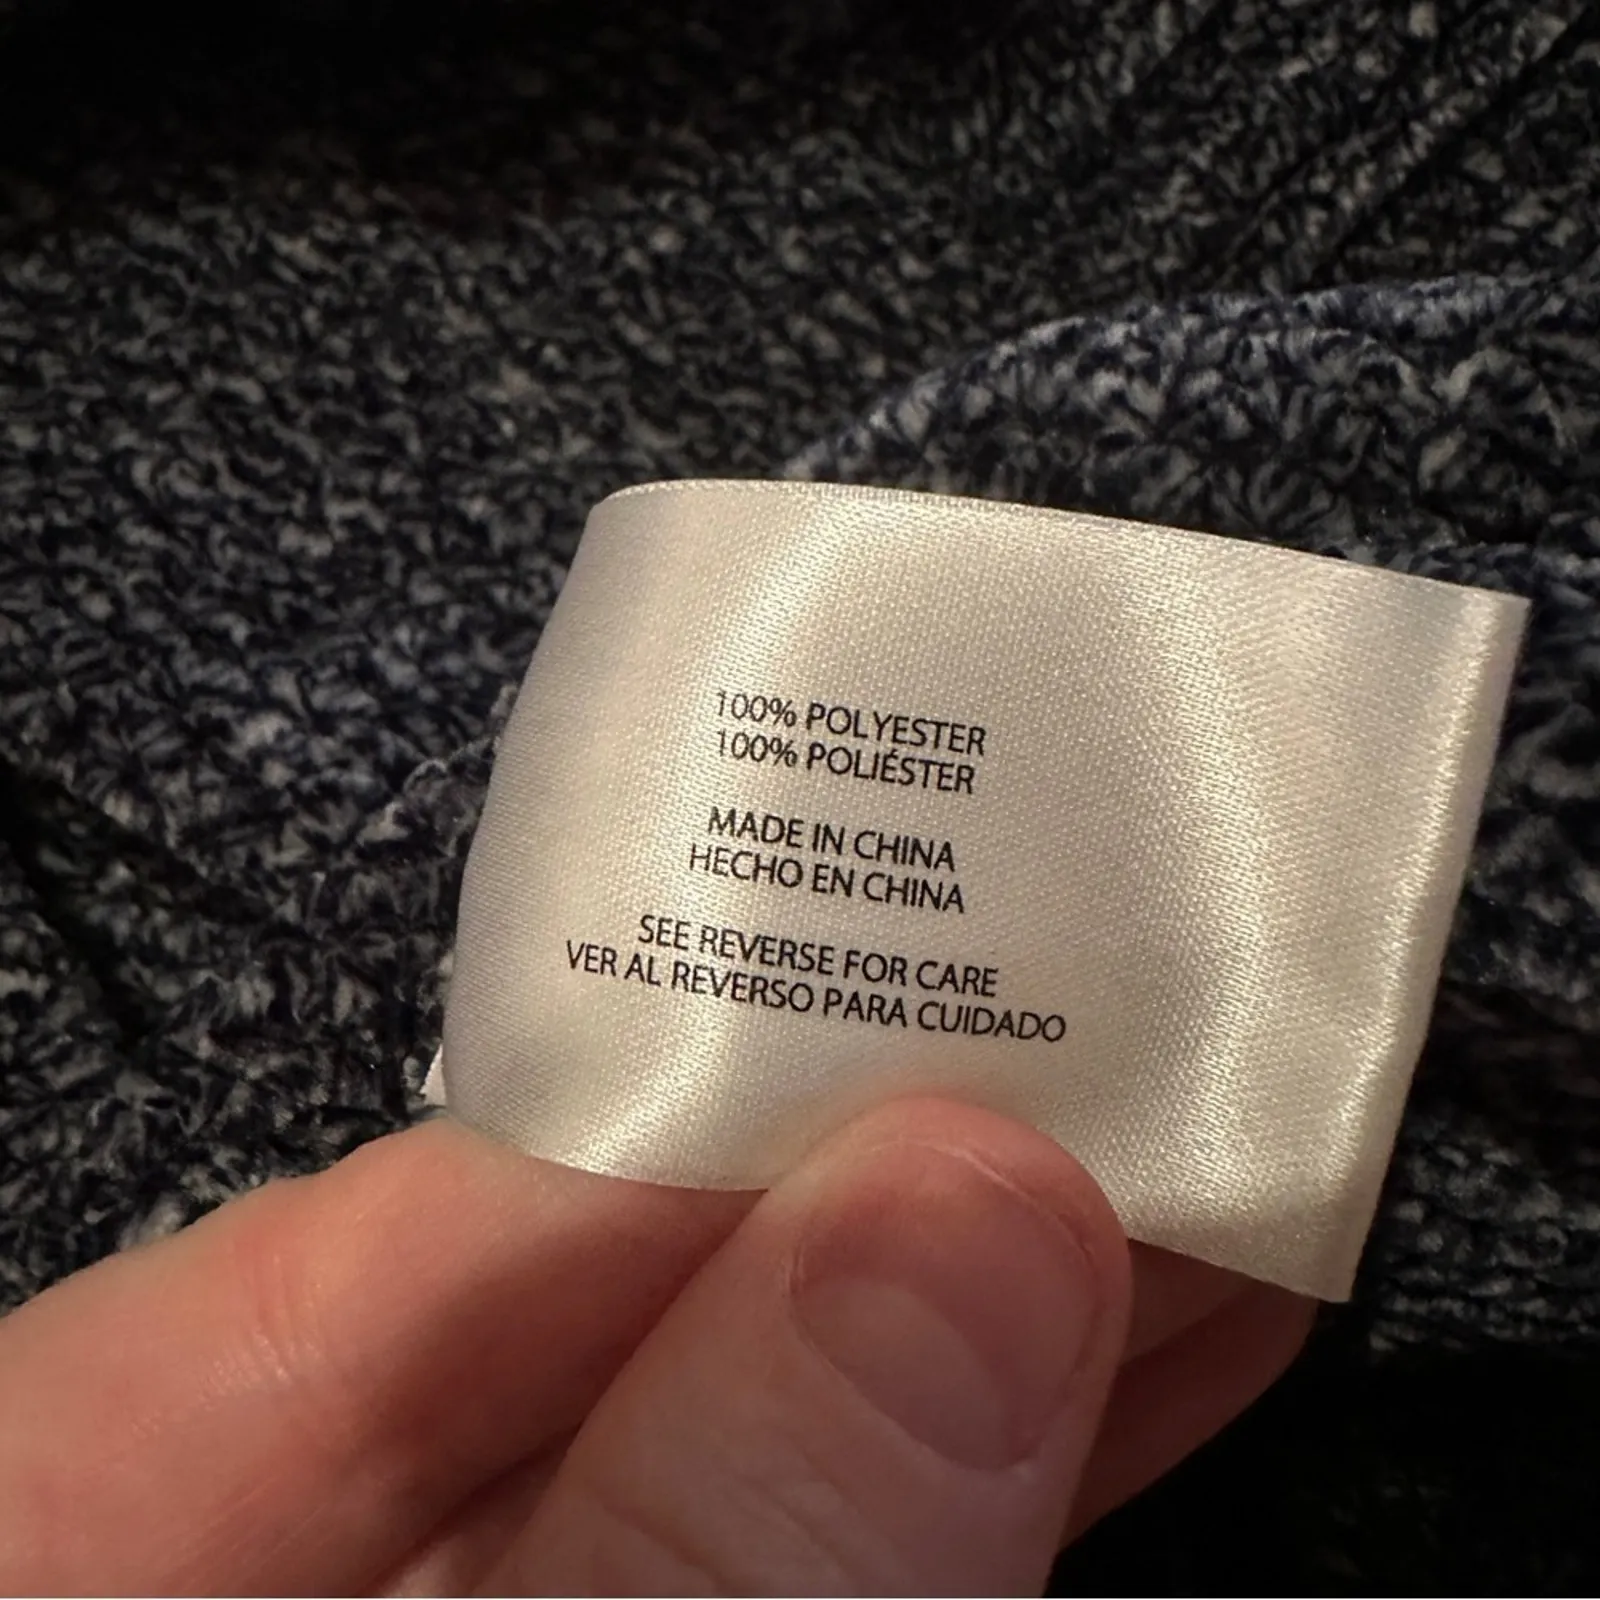 100% POLYESTER
100% POLIÉSTER
MADE IN CHINA
HECHO EN CHINA
SEE REVERSE FOR CARE
VER AL REVERSO PARA CUIDADO